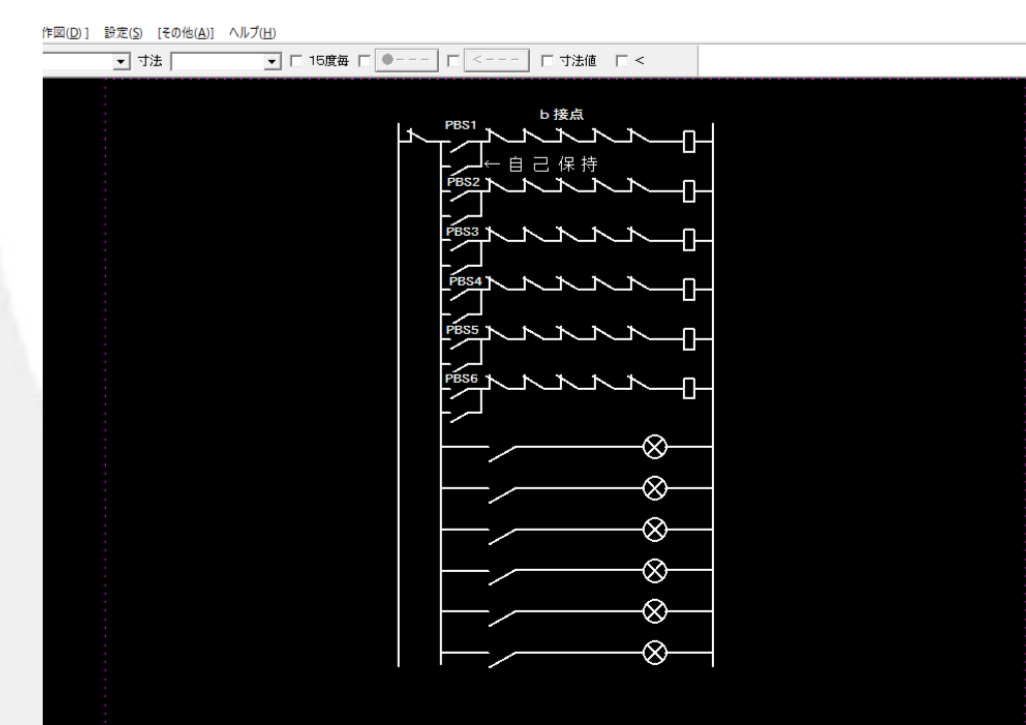 作図(D) ] 設定(S) [その他(A)] ヘルプ(H)
寸法 15度毎 ●--- <--- 寸法値 <
b 接点
PBS1
←自己保持
PBS2
PBS3
PBS4
PBS5
PBS6